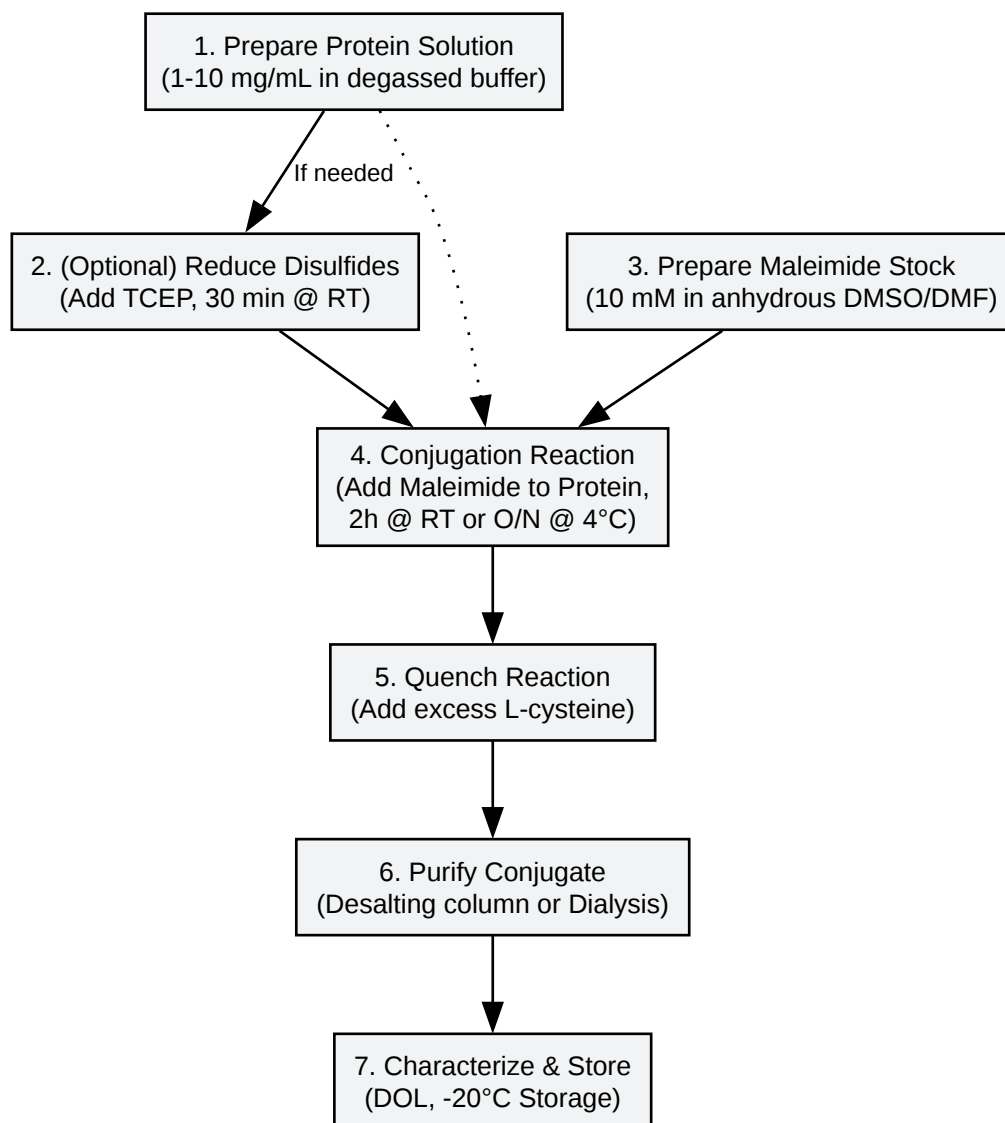 1. Prepare Protein Solution
(1-10 mg/mL in degassed buffer)
If needed
2. (Optional) Reduce Disulfides
(Add TCEP, 30 min @ RT)
3. Prepare Maleimide Stock
(10 mM in anhydrous DMSO/DMF)
4. Conjugation Reaction
(Add Maleimide to Protein,
2h @ RT or O/N @ 4°C)
5. Quench Reaction
(Add excess L-cysteine)
6. Purify Conjugate
(Desalting column or Dialysis)
7. Characterize & Store
(DOL, -20°C Storage)